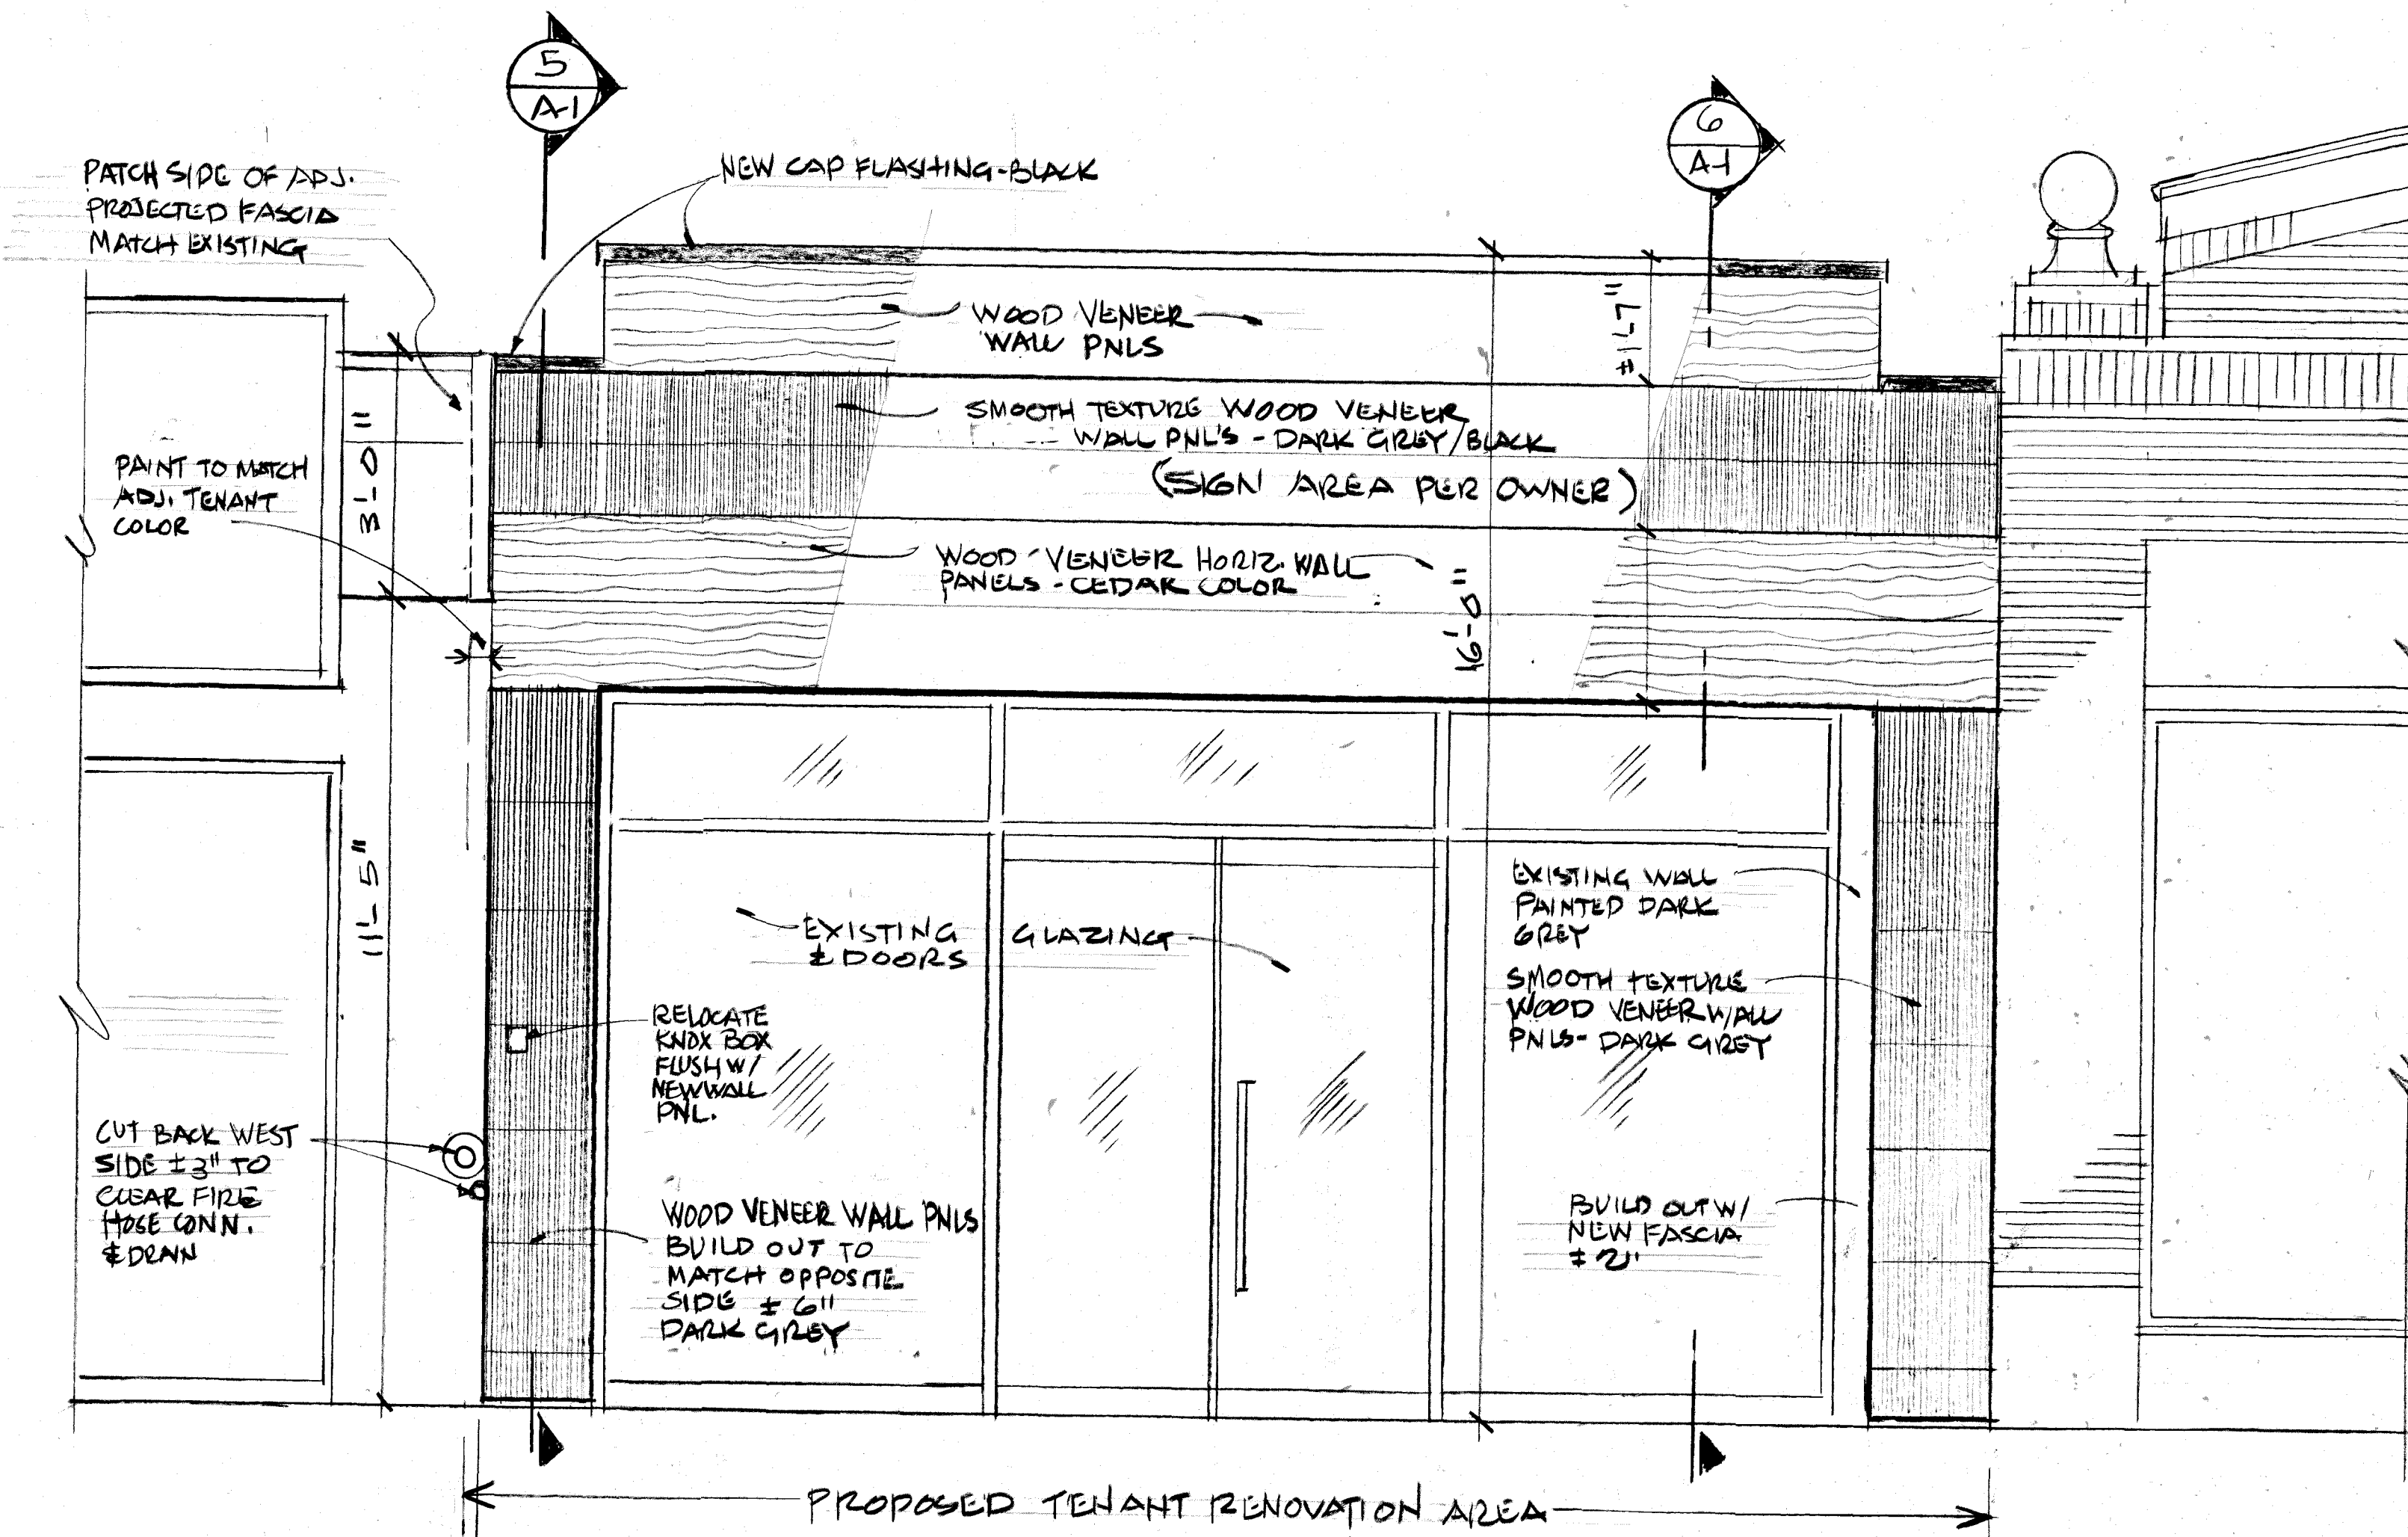 5
A-1
6
A-1
NEW CAP FLASHING-BLACK
PATCH SIDE OF ADJ.
PROJECTED FASCIA
MATCH EXISTING
WOOD VENEER
WALL PNLS
±1'-7"
SMOOTH TEXTURE WOOD VENEER
WALL PNL'S - DARK GREY/BLACK
(SIGN AREA PER OWNER)
3'-0"
PAINT TO MATCH
ADJ. TENANT
COLOR
WOOD VENEER HORIZ. WALL
PANELS - CEDAR COLOR
16'-0"
11'-5"
EXISTING GLAZING
& DOORS
EXISTING WALL
PAINTED DARK
GREY
SMOOTH TEXTURE
WOOD VENEER WALL
PNLS- DARK GREY
RELOCATE
KNOX BOX
FLUSH W/
NEW WALL
PNL.
CUT BACK WEST
SIDE ±3" TO
CLEAR FIRE
HOSE CONN.
& DRAIN
WOOD VENEER WALL PNLS
BUILD OUT TO
MATCH OPPOSITE
SIDE ± 6"
DARK GREY
BUILD OUT W/
NEW FASCIA
± 2"
PROPOSED TENANT RENOVATION AREA